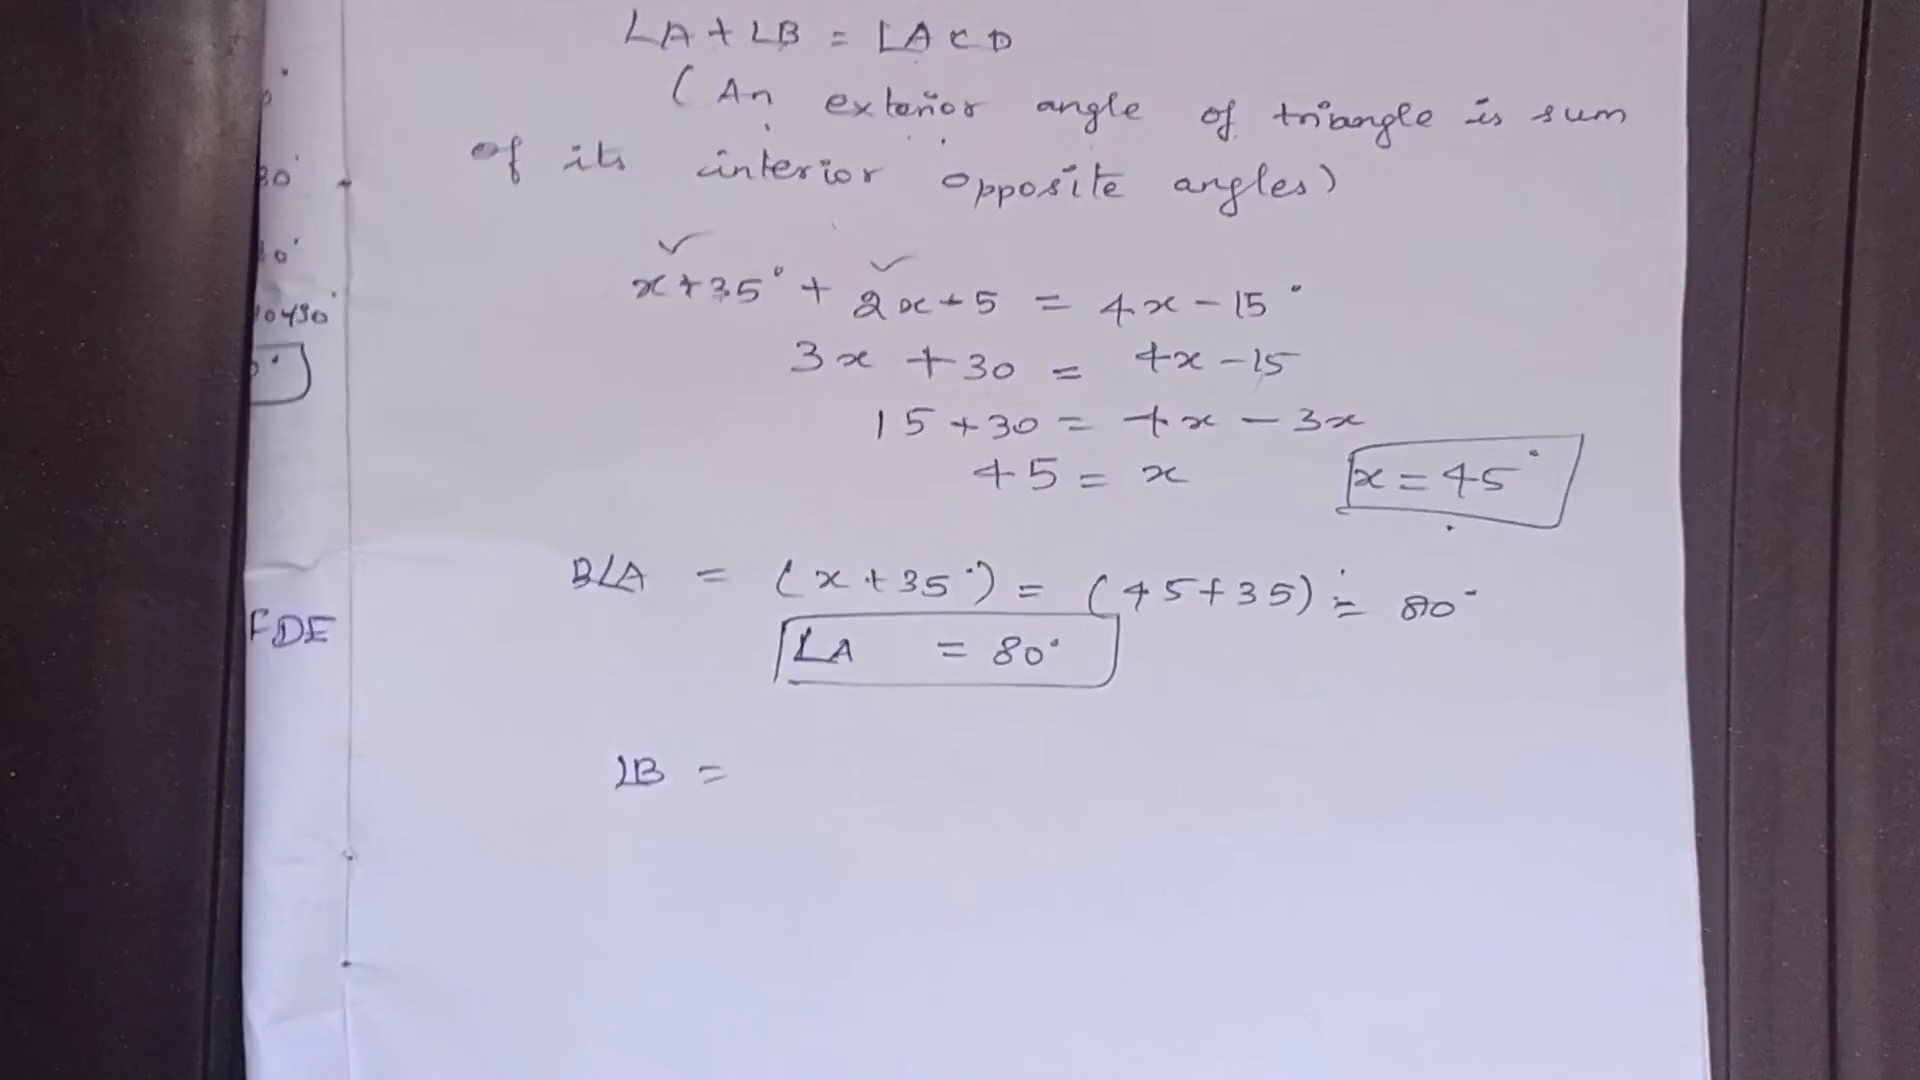 ∠A + ∠B = ∠ACD
(An exterior angle of triangle is sum
of its interior opposite angles)
x+35° + 2x-5 = 4x-15°
3x + 30 = 4x-15
15+30 = 4x - 3x
45 = x
x = 45°
∠A = (x+35°) = (45+35)° = 80°
∠A = 80°
∠B =
30°
FDE